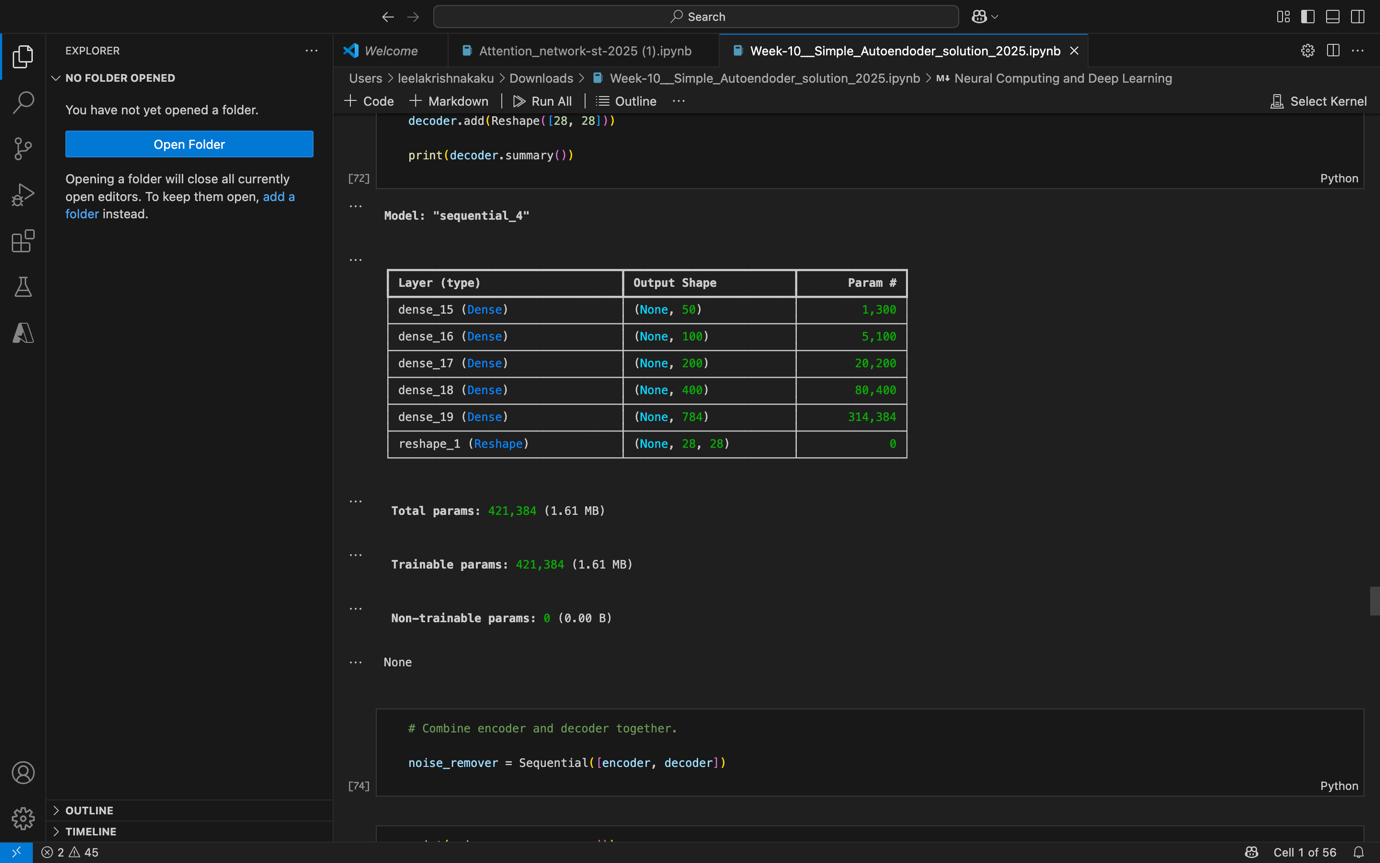 Search
EXPLORER
NO FOLDER OPENED
You have not yet opened a folder.
Open Folder
Opening a folder will close all currently
open editors. To keep them open, add a
folder instead.
OUTLINE
TIMELINE
Welcome
Attention_network-st-2025 (1).ipynb
Week-10__Simple_Autoendoder_solution_2025.ipynb
Users > leelakrishnakaku > Downloads > Week-10__Simple_Autoendoder_solution_2025.ipynb > M↓ Neural Computing and Deep Learning
+ Code + Markdown Run All Outline ...
Select Kernel
decoder.add(Reshape([28, 28]))
print(decoder.summary())
[72]
Python
Model: "sequential_4"
Layer (type) Output Shape Param #
dense_15 (Dense) (None, 50) 1,300
dense_16 (Dense) (None, 100) 5,100
dense_17 (Dense) (None, 200) 20,200
dense_18 (Dense) (None, 400) 80,400
dense_19 (Dense) (None, 784) 314,384
reshape_1 (Reshape) (None, 28, 28) 0
Total params: 421,384 (1.61 MB)
Trainable params: 421,384 (1.61 MB)
Non-trainable params: 0 (0.00 B)
None
# Combine encoder and decoder together.
noise_remover = Sequential([encoder, decoder])
[74]
Python
2 45
Cell 1 of 56